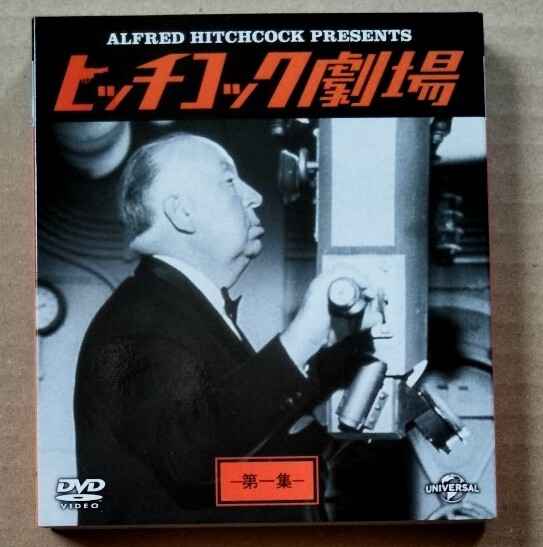 ALFRED HITCHCOCK PRESENTS
ヒッチコック劇場
─第一集─
DVD
VIDEO
UNIVERSAL